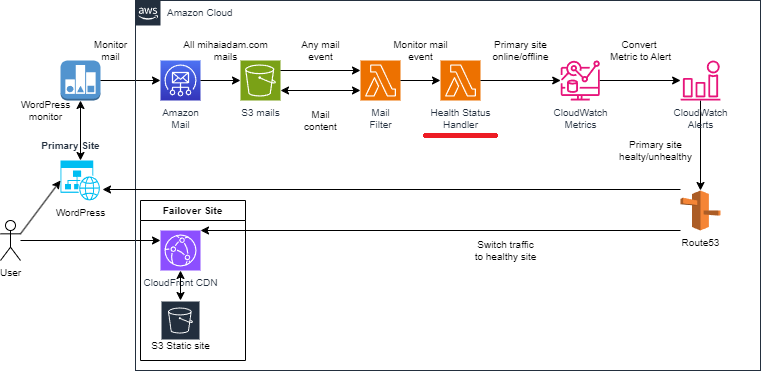 aws
Amazon Cloud
Monitor
mail
All mihaiadam.com
mails
Any mail
event
Monitor mail
event
Primary site
online/offline
Convert
Metric to Alert
WordPress
monitor
Amazon
Mail
S3 mails
Mail
content
Mail
Filter
Health Status
Handler
CloudWatch
Metrics
CloudWatch
Alerts
Primary Site
Primary site
healty/unhealthy
WordPress
Failover Site
Route53
Switch traffic
to healthy site
User
CloudFront CDN
S3 Static site